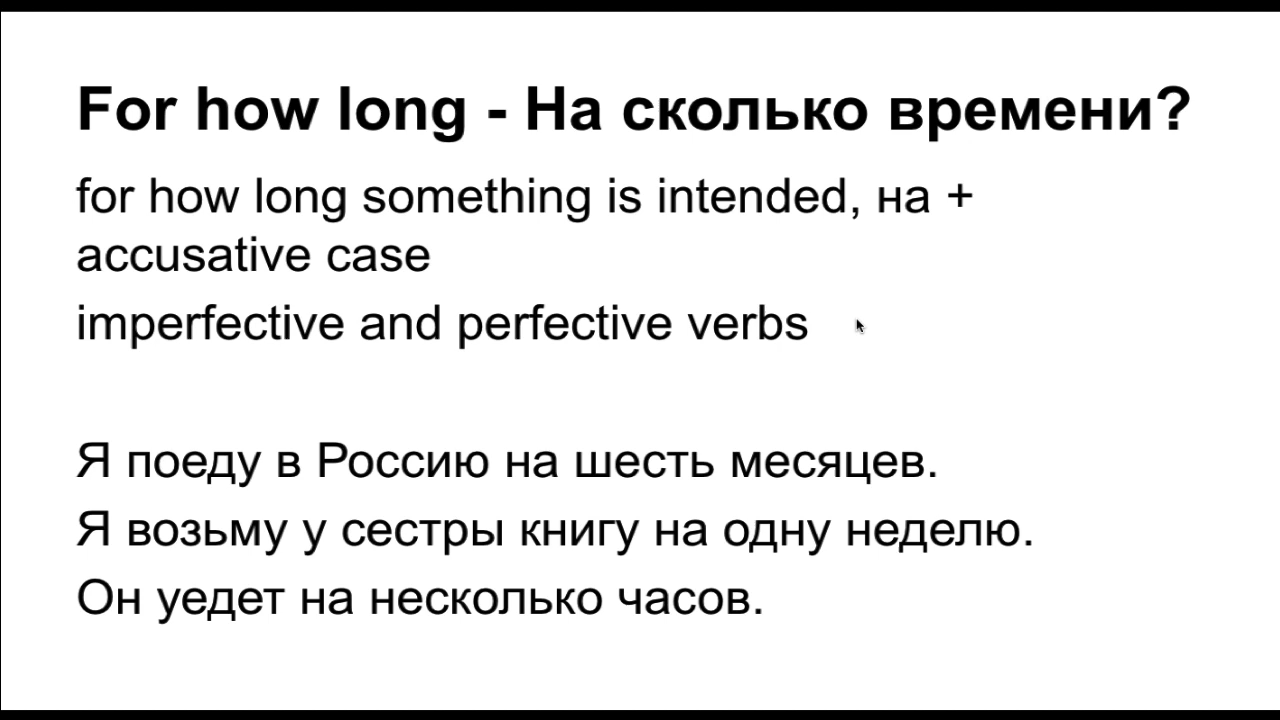 For how long - На сколько времени?
for how long something is intended, на +
accusative case
imperfective and perfective verbs
Я поеду в Россию на шесть месяцев.
Я возьму у сестры книгу на одну неделю.
Он уедет на несколько часов.